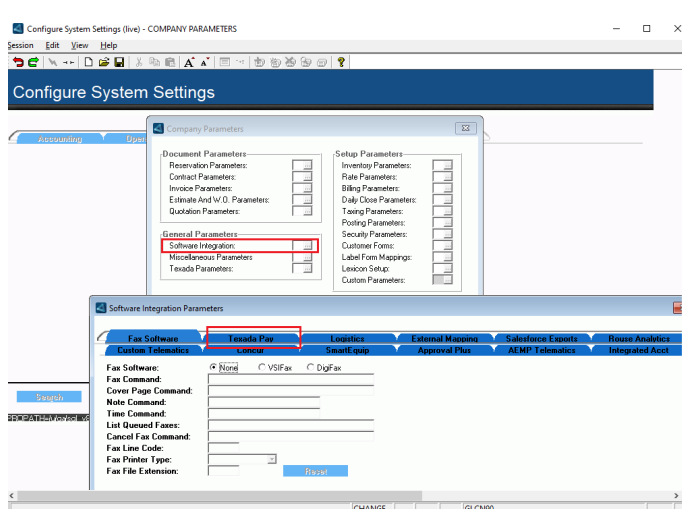 Configure System Settings (live) - COMPANY PARAMETERS
Session Edit View Help
Configure System Settings
Accounting Oper
Company Parameters
Document Parameters
Reservation Parameters:
Contract Parameters:
Invoice Parameters:
Estimate And W.O. Parameters:
Quotation Parameters:
General Parameters
Software Integration:
Miscellaneous Parameters
Texada Parameters:
Setup Parameters
Inventory Parameters:
Rate Parameters:
Billing Parameters:
Daily Close Parameters:
Taxing Parameters:
Posting Parameters:
Security Parameters:
Customer Forms:
Label Form Mappings:
Lexicon Setup:
Custom Parameters:
Software Integration Parameters
Fax Software Texada Pay Logistics External Mapping Salesforce Exports Rouse Analytics
Custom Telematics Concur SmartEquip Approval Plus AEMP Telematics Integrated Acct
Fax Software: None VSIFax DigiFax
Fax Command:
Cover Page Command:
Note Command:
Time Command:
List Queued Faxes:
Cancel Fax Command:
Fax Line Code:
Fax Printer Type:
Fax File Extension: Reset
Search
CHANGE GLCN90